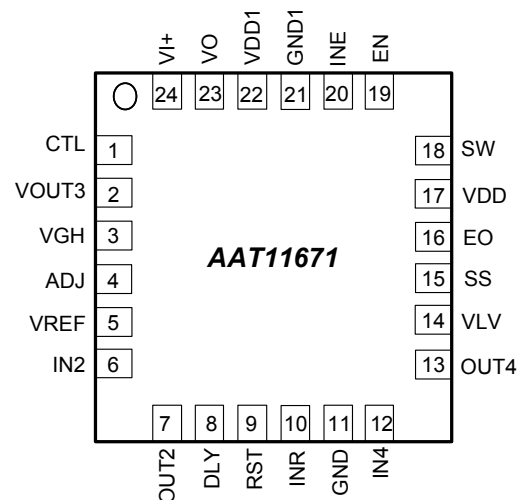 VI+ VO VDD1 GND1 INE EN
24 23 22 21 20 19
CTL 1 18 SW
VOUT3 2 17 VDD
VGH 3 16 EO
AAT11671
ADJ 4 15 SS
VREF 5 14 VLV
IN2 6 13 OUT4
7 8 9 10 11 12
OUT2 DLY RST INR GND IN4